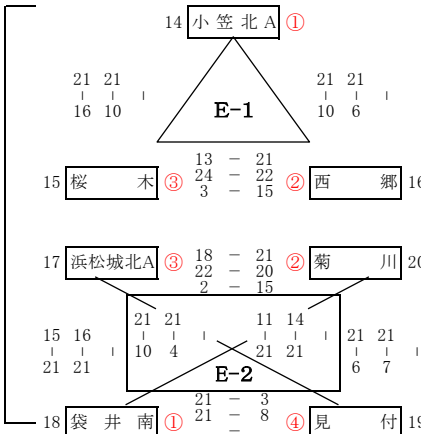 14 小笠北A ①
21 21 21 21
| | | | | |
16 10 10 6
E-1
13 － 21
24 － 22
3 － 15
15 桜 木 ③ ② 西 郷 16
17 浜松城北A ③ ② 菊 川 20
18 － 21
22 － 20
2 － 15
21 21 11 14
| | | | | |
10 4 21 21
15 16 21 21
| | | | | |
21 21 6 7
E-2
21 － 3
21 － 8
－
18 袋 井 南 ① ④ 見 付 19